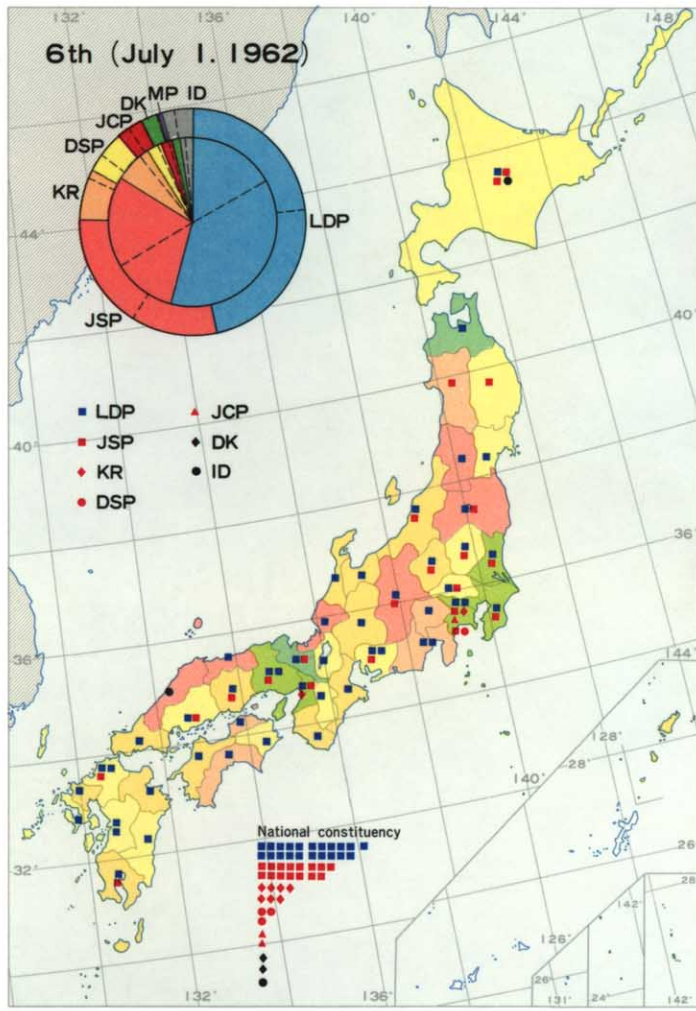 132°
136°
140°
144°
148°
6th (July 1. 1962)
DK MP ID
JCP
DSP
KR
LDP
JSP
44°
40°
LDP
JCP
JSP
DK
KR
ID
DSP
40°
36°
36°
144°
128°
28°
140°
National constituency
32°
26°
28°
142°
126°
26°
24°
132°
136°
131°
142°